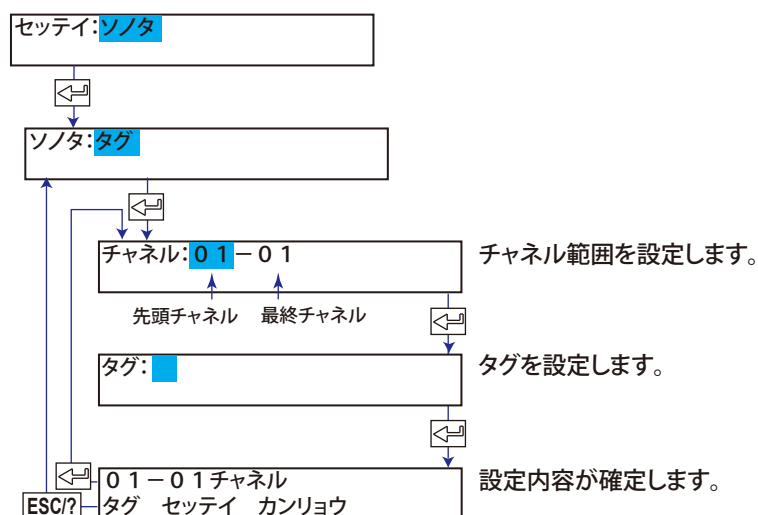 セッテイ:ソノタ
ソノタ:タグ
チャネル:０１－０１
チャネル範囲を設定します。
先頭チャネル 最終チャネル
タグ:
タグを設定します。
０１－０１チャネル
設定内容が確定します。
ESC/?
タグ　セッテイ　カンリョウ